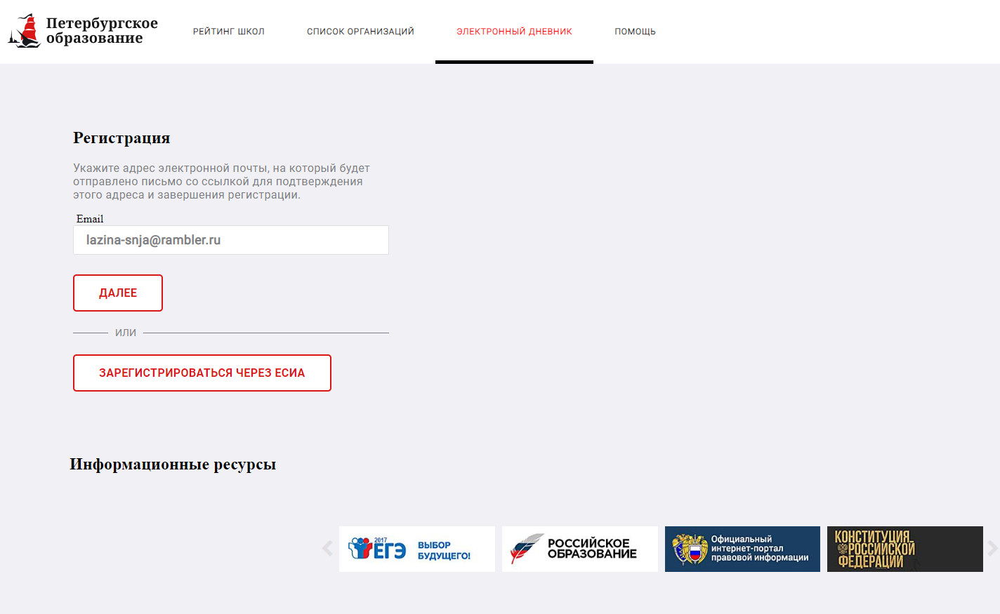 Петербургское
образование
РЕЙТИНГ ШКОЛ
СПИСОК ОРГАНИЗАЦИЙ
ЭЛЕКТРОННЫЙ ДНЕВНИК
ПОМОЩЬ
Регистрация
Укажите адрес электронной почты, на который будет
отправлено письмо со ссылкой для подтверждения
этого адреса и завершения регистрации.
Email
lazina-snja@rambler.ru
ДАЛЕЕ
ИЛИ
ЗАРЕГИСТРИРОВАТЬСЯ ЧЕРЕЗ ЕСИА
Информационные ресурсы
2017
ЕГЭ
ВЫБОР
БУДУЩЕГО!
РОССИЙСКОЕ
ОБРАЗОВАНИЕ
Официальный
интернет-портал
правовой информации
КОНСТИТУЦИЯ
РОССИЙСКОЙ
ФЕДЕРАЦИИ